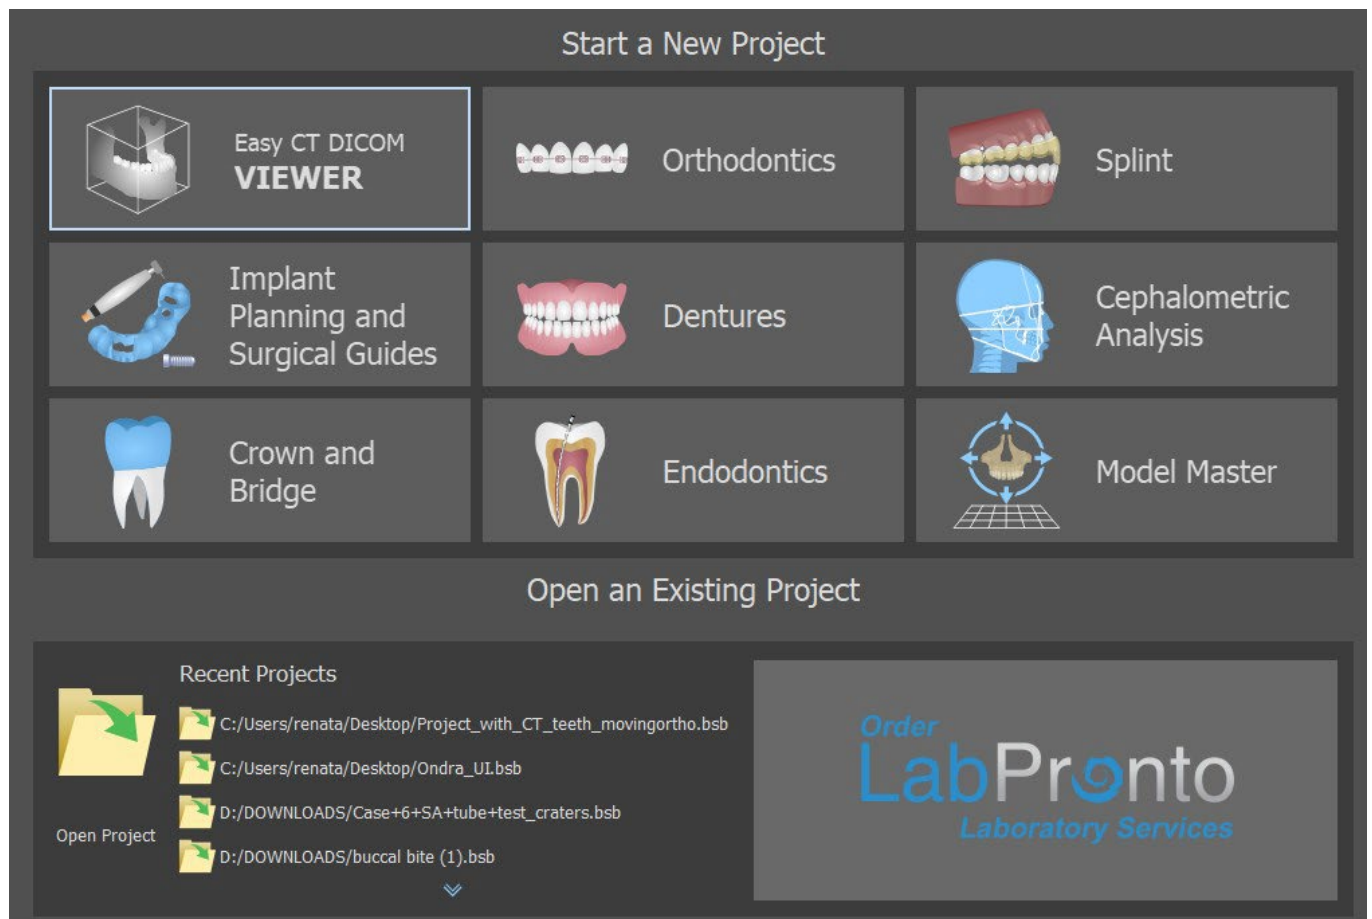 Start a New Project
Easy CT DICOM
VIEWER
Orthodontics
Splint
Implant
Planning and
Surgical Guides
Dentures
Cephalometric
Analysis
Crown and
Bridge
Endodontics
Model Master
Open an Existing Project
Open Project
Recent Projects
C:/Users/renata/Desktop/Project_with_CT_teeth_movingortho.bsb
C:/Users/renata/Desktop/Ondra_UI.bsb
D:/DOWNLOADS/Case+6+SA+tube+test_craters.bsb
D:/DOWNLOADS/buccal bite (1).bsb
Order
LabPronto
Laboratory Services